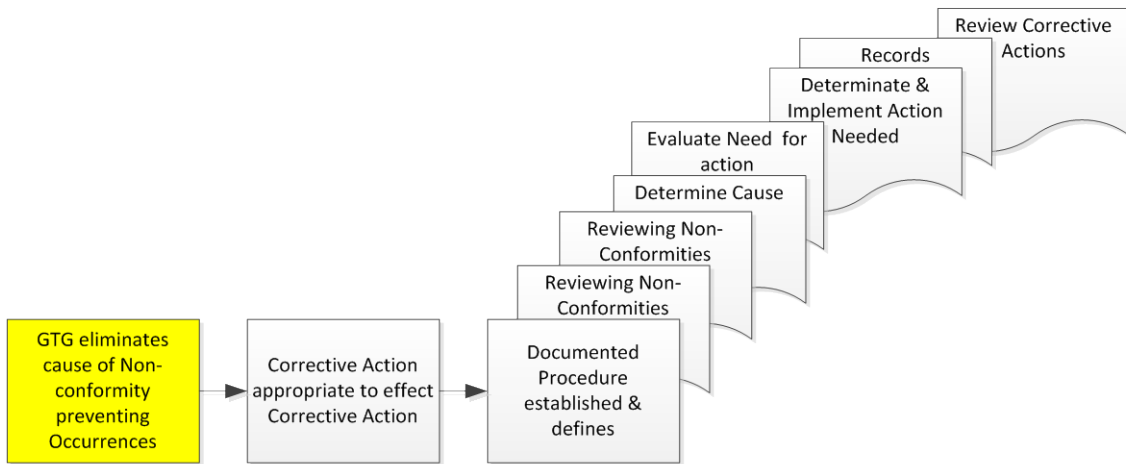 GTG eliminates
cause of Non-
conformity
preventing
Occurrences
Corrective Action
appropriate to effect
Corrective Action
Documented
Procedure
established &
defines
Reviewing Non-
Conformities
Reviewing Non-
Conformities
Determine Cause
Evaluate Need  for
action
Determinate &
Implement Action
Needed
Records
Review Corrective
Actions